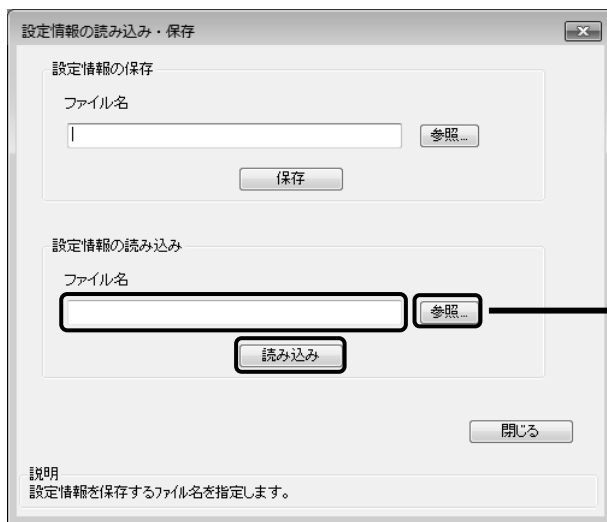 設定情報の読み込み・保存
設定情報の保存
ファイル名
参照...
保存
設定情報の読み込み
ファイル名
参照...
読み込み
閉じる
説明
設定情報を保存するファイル名を指定します。